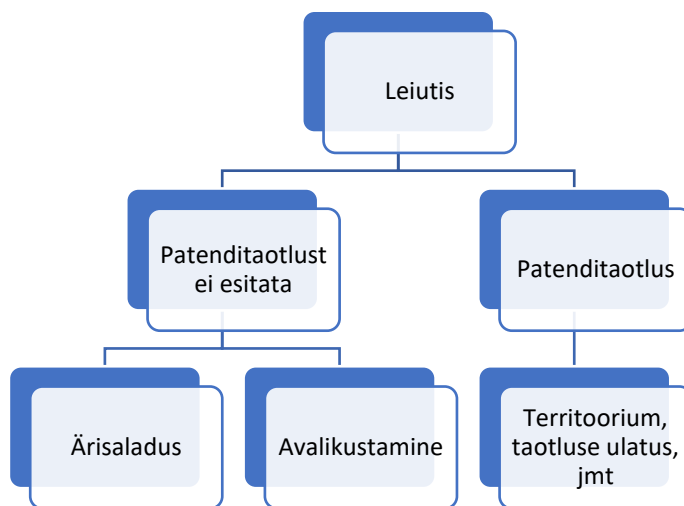 Leiutis
Patenditaotlust
ei esitata
Patenditaotlus
Ärisaladus
Avalikustamine
Territoorium,
taotluse ulatus,
jmt